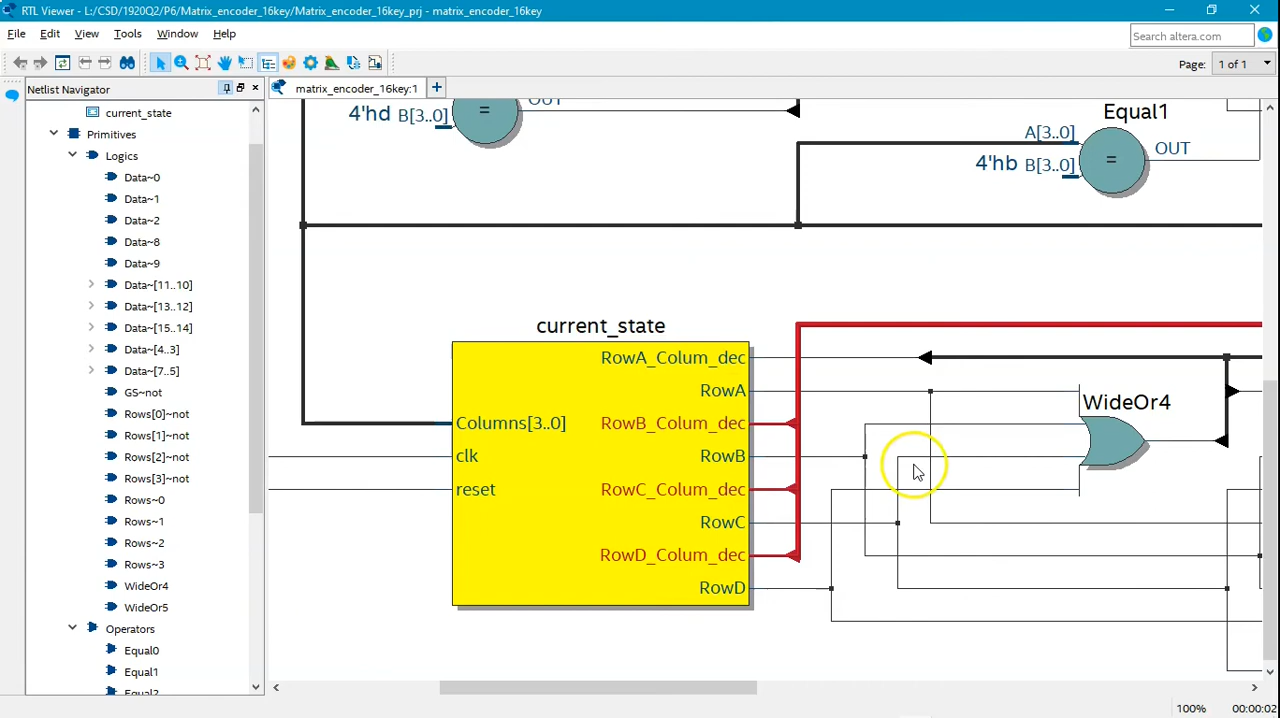 RTL Viewer - L:/CSD/1920Q2/P6/Matrix_encoder_16key/Matrix_encoder_16key_prj - matrix_encoder_16key
File Edit View Tools Window Help
Search altera.com
Page: 1 of 1
Netlist Navigator
matrix_encoder_16key:1
current_state
Primitives
Logics
Data~0
Data~1
Data~2
Data~8
Data~9
Data~[11..10]
Data~[13..12]
Data~[15..14]
Data~[4..3]
Data~[7..5]
GS~not
Rows[0]~not
Rows[1]~not
Rows[2]~not
Rows[3]~not
Rows~0
Rows~1
Rows~2
Rows~3
WideOr4
WideOr5
Operators
Equal0
Equal1
Equal2
4'hd B[3..0]
=
OUT
Equal1
A[3..0]
4'hb B[3..0]
=
OUT
current_state
Columns[3..0]
clk
reset
RowA_Colum_dec
RowA
RowB_Colum_dec
RowB
RowC_Colum_dec
RowC
RowD_Colum_dec
RowD
WideOr4
100% 00:00:02